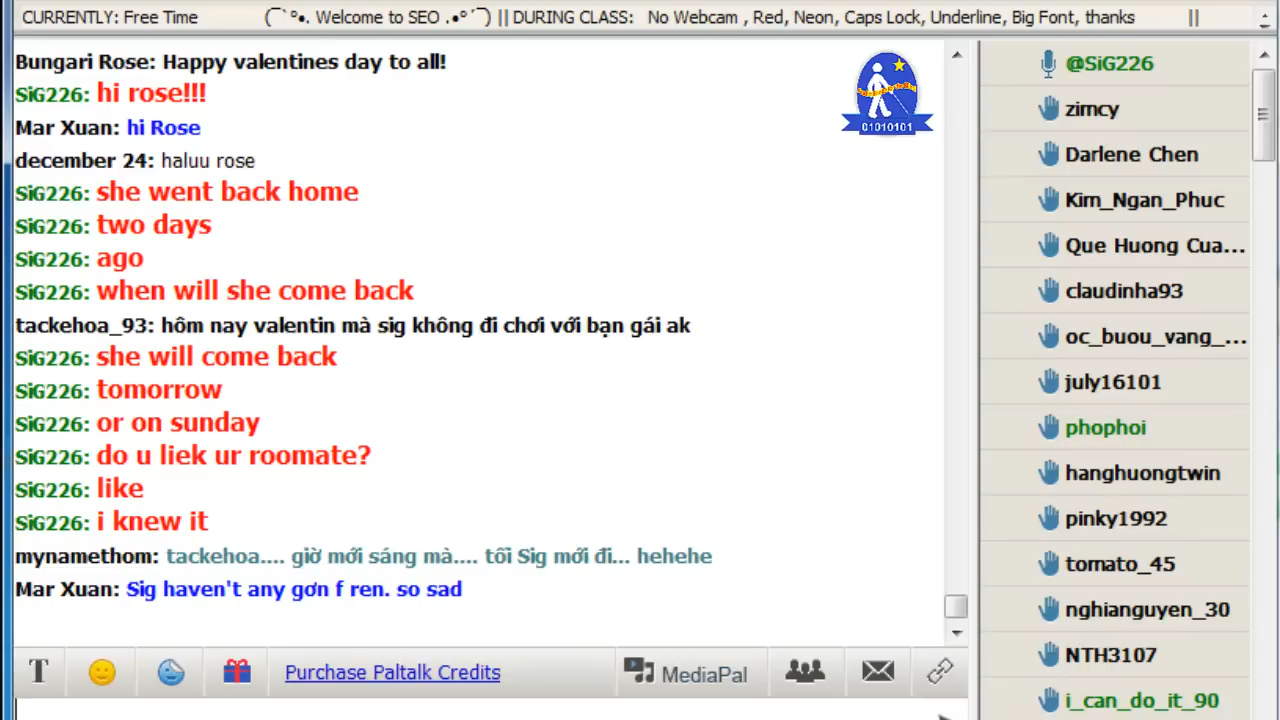 CURRENTLY: Free Time (¯`°•. Welcome to SEO .•°´¯) || DURING CLASS: No Webcam , Red, Neon, Caps Lock, Underline, Big Font, thanks ||
Bungari Rose: Happy valentines day to all!
SiG226: hi rose!!!
Mar Xuan: hi Rose
december 24: haluu rose
SiG226: she went back home
SiG226: two days
SiG226: ago
SiG226: when will she come back
tackehoa_93: hôm nay valentin mà sig không đi chơi với bạn gái ak
SiG226: she will come back
SiG226: tomorrow
SiG226: or on sunday
SiG226: do u liek ur roomate?
SiG226: like
SiG226: i knew it
mynamethom: tackehoa.... giờ mới sáng mà.... tối Sig mới đi... hehehe
Mar Xuan: Sig haven't any gơn f ren. so sad
01010101
T
Purchase Paltalk Credits
MediaPal
@SiG226
zimcy
Darlene Chen
Kim_Ngan_Phuc
Que Huong Cua...
claudinha93
oc_buou_vang_...
july16101
phophoi
hanghuongtwin
pinky1992
tomato_45
nghianguyen_30
NTH3107
i_can_do_it_90